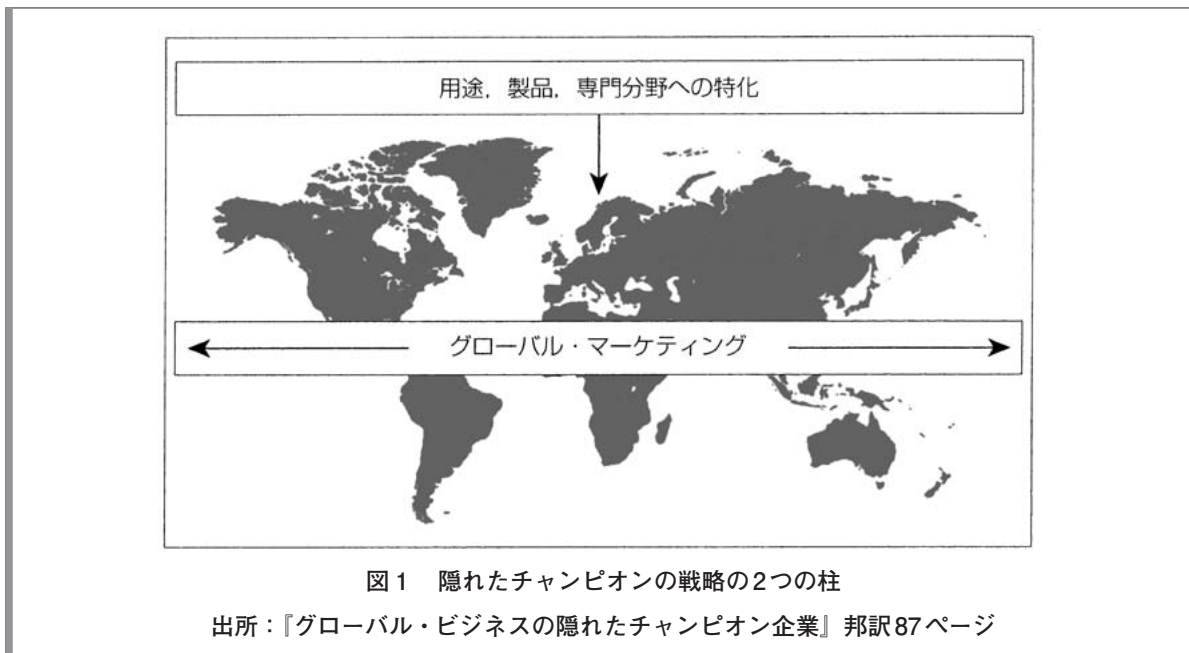 用途，製品，専門分野への特化
グローバル・マーケティング
図1　隠れたチャンピオンの戦略の2つの柱
出所：『グローバル・ビジネスの隠れたチャンピオン企業』邦訳87ページ